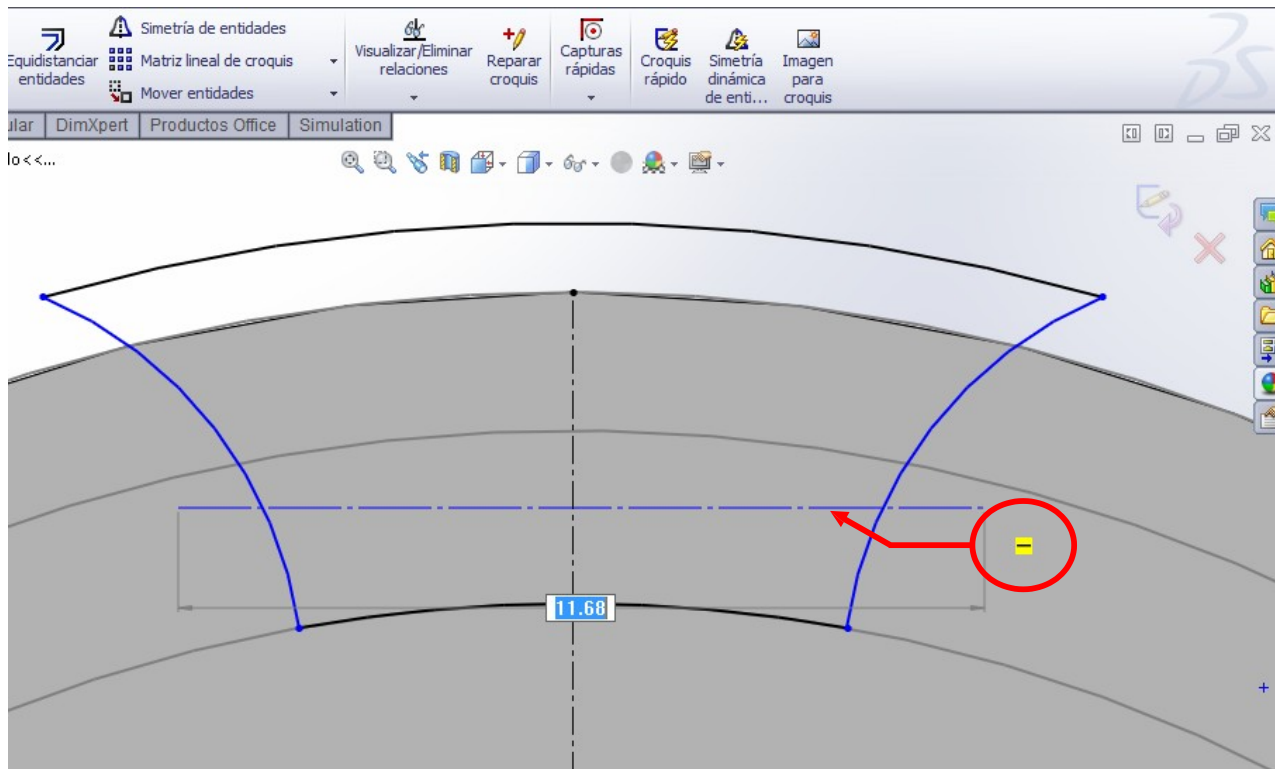 Simetría de entidades
Equidistanciar
entidades
Matriz lineal de croquis
Mover entidades
Visualizar/Eliminar
relaciones
Reparar
croquis
Capturas
rápidas
Croquis
rápido
Simetría
dinámica
de enti...
Imagen
para
croquis
ular
DimXpert
Productos Office
Simulation
lo<<...
11.68